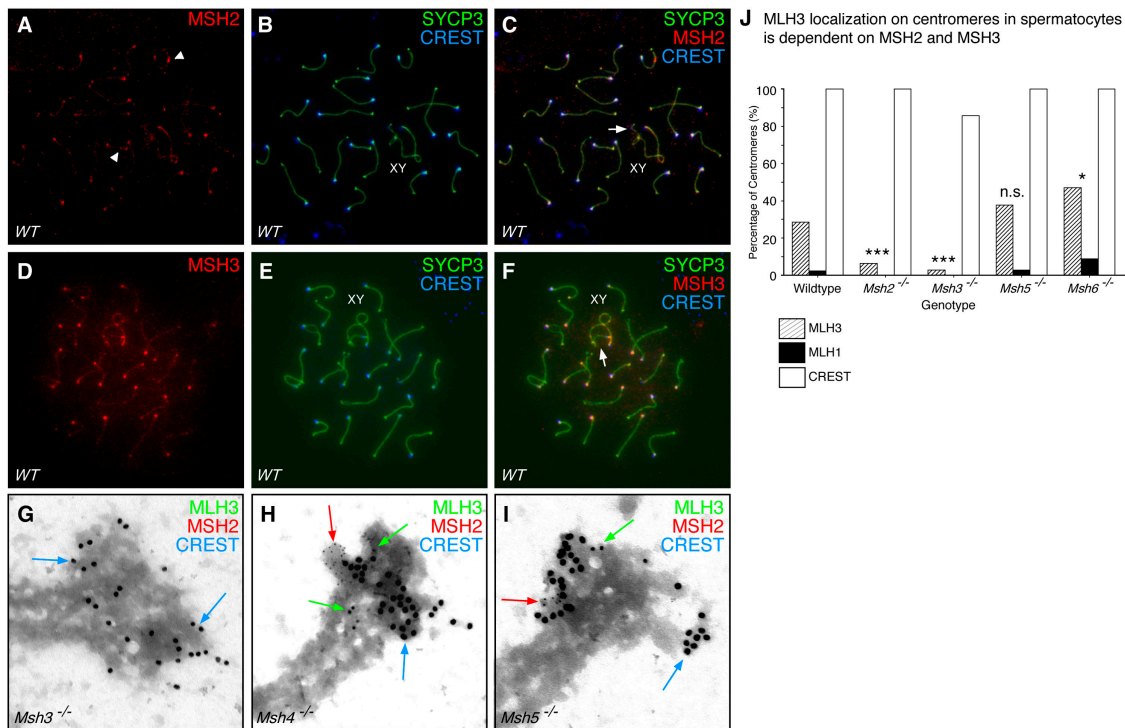 A
MSH2
WT
B
SYCP3
CREST
XY
WT
C
SYCP3
MSH2
CREST
XY
WT
D
MSH3
WT
E
SYCP3
CREST
XY
WT
F
SYCP3
MSH3
CREST
XY
WT
G
MLH3
MSH2
CREST
Msh3 -/-
H
MLH3
MSH2
CREST
Msh4 -/-
I
MLH3
MSH2
CREST
Msh5 -/-
J MLH3 localization on centromeres in spermatocytes
is dependent on MSH2 and MSH3
Percentage of Centromeres (%)
100
80
60
40
20
0
***
***
n.s.
*
Wildtype Msh2 -/- Msh3 -/- Msh5 -/- Msh6 -/-
Genotype
MLH3
MLH1
CREST